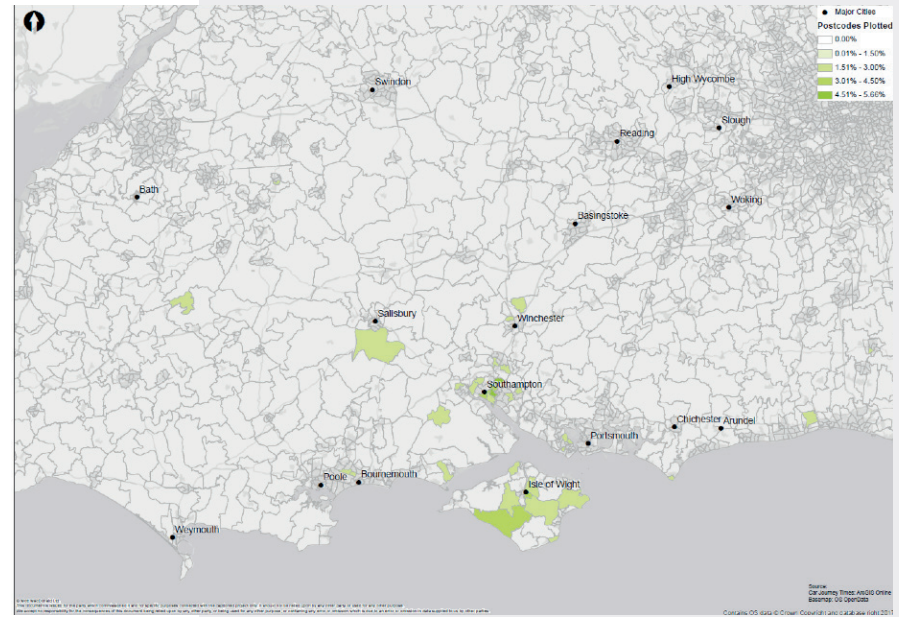 Major Cities
Postcodes Plotted
0.00%
0.01% - 1.50%
1.51% - 3.00%
3.01% - 4.50%
4.51% - 5.66%
Swindon
High Wycombe
Slough
Reading
Bath
Woking
Basingstoke
Salisbury
Winchester
Southampton
Chichester
Arundel
Portsmouth
Poole
Bournemouth
Isle of Wight
Weymouth
Source:
Car Journey Times: ArcGIS Online
Basemap: OS OpenData
Contains OS data © Crown Copyright and database right 2017